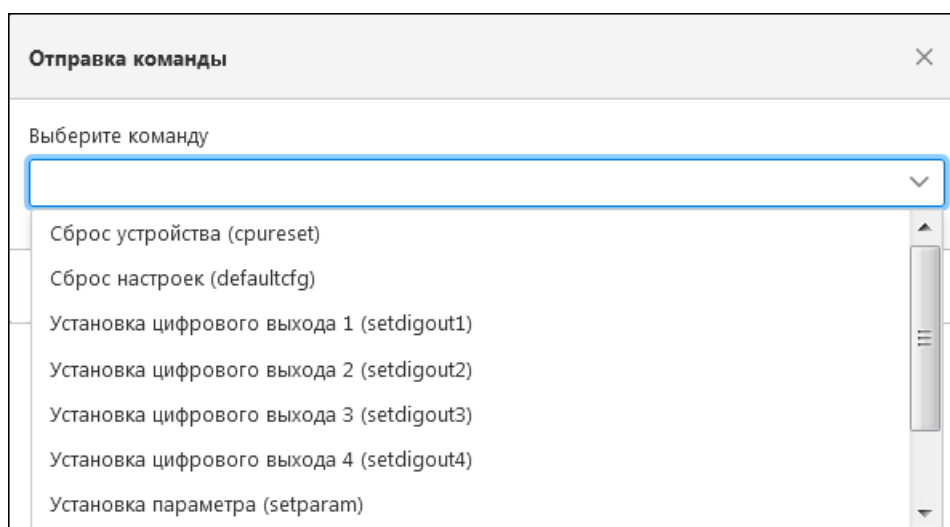 Отправка команды
Выберите команду
Сброс устройства (cpureset)
Сброс настроек (defaultcfg)
Установка цифрового выхода 1 (setdigout1)
Установка цифрового выхода 2 (setdigout2)
Установка цифрового выхода 3 (setdigout3)
Установка цифрового выхода 4 (setdigout4)
Установка параметра (setparam)